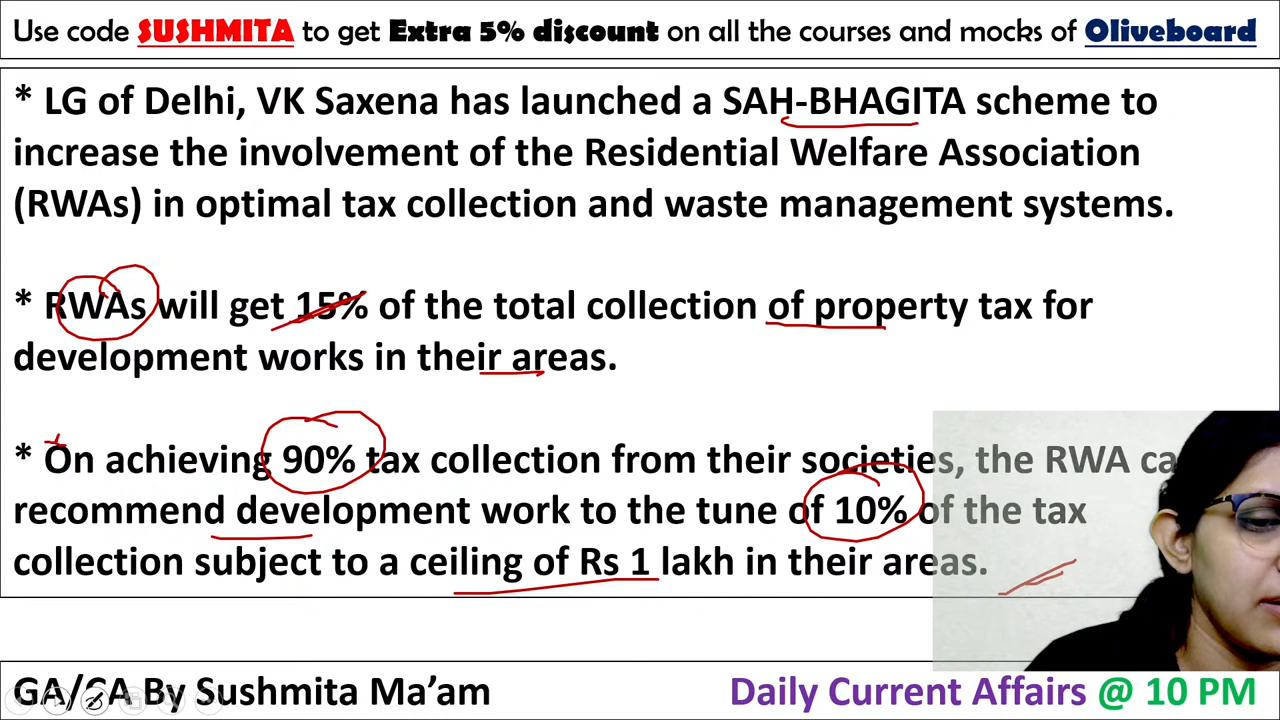 Use code SUSHMITA to get Extra 5% discount on all the courses and mocks of Oliveboard
* LG of Delhi, VK Saxena has launched a SAH-BHAGITA scheme to
increase the involvement of the Residential Welfare Association
(RWAs) in optimal tax collection and waste management systems.
* RWAs will get 15% of the total collection of property tax for
development works in their areas.
* On achieving 90% tax collection from their societies, the RWA ca
recommend development work to the tune of 10% of the tax
collection subject to a ceiling of Rs 1 lakh in their areas.
GA/CA By Sushmita Ma’am
Daily Current Affairs @ 10 PM